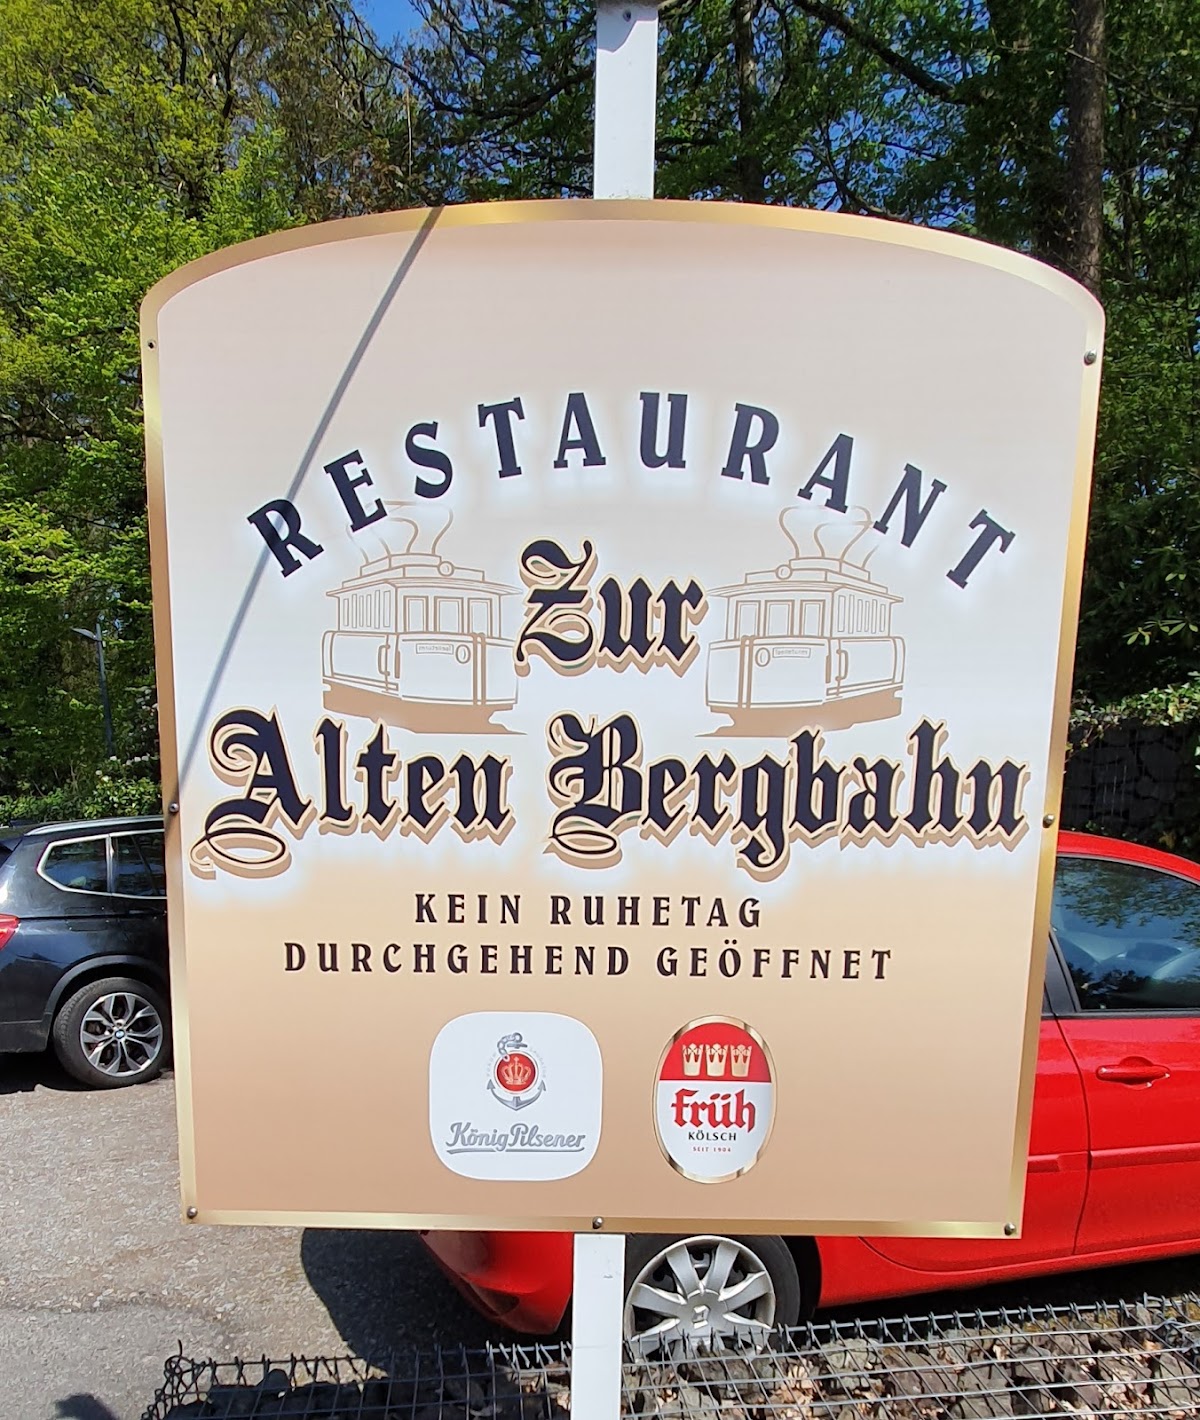 RESTAURANT
Zur
Alten Bergbahn
KEIN RUHETAG
DURCHGEHEND GEÖFFNET
König Pilsener
Früh
KÖLSCH
SEIT 1904